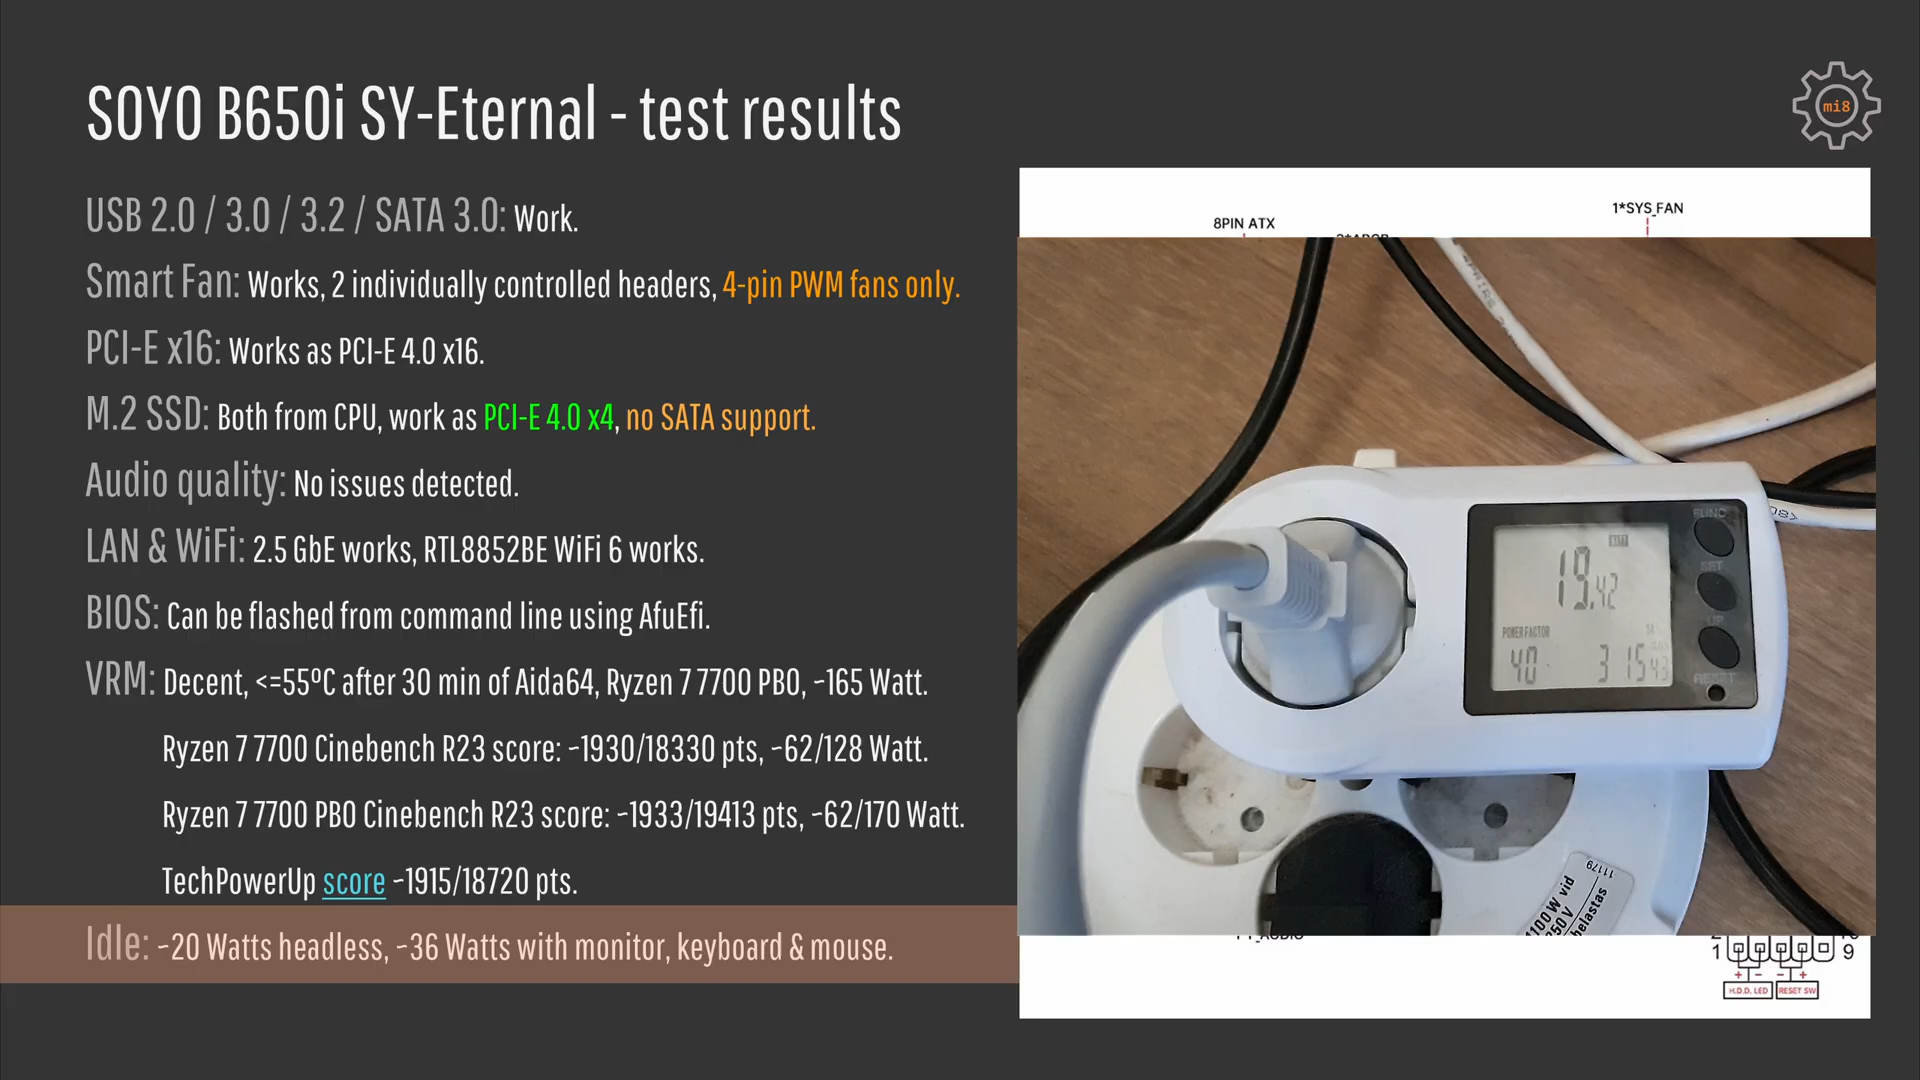 SOYO B650i SY-Eternal - test results
mi8
USB 2.0 / 3.0 / 3.2 / SATA 3.0: Work.
Smart Fan: Works, 2 individually controlled headers, 4-pin PWM fans only.
PCI-E x16: Works as PCI-E 4.0 x16.
M.2 SSD: Both from CPU, work as PCI-E 4.0 x4, no SATA support.
Audio quality: No issues detected.
LAN & WiFi: 2.5 GbE works, RTL8852BE WiFi 6 works.
BIOS: Can be flashed from command line using AfuEfi.
VRM: Decent, <=55ºC after 30 min of Aida64, Ryzen 7 7700 PBO, ~165 Watt.
Ryzen 7 7700 Cinebench R23 score: ~1930/18330 pts, ~62/128 Watt.
Ryzen 7 7700 PBO Cinebench R23 score: ~1933/19413 pts, ~62/170 Watt.
TechPowerUp score ~1915/18720 pts.
Idle: ~20 Watts headless, ~36 Watts with monitor, keyboard & mouse.
8PIN ATX
1*SYS_FAN
FUNC
SET
UP
RESET
19.42
POWER FACTOR
40
3 15 43
11179
250 V
1 9
+ - - +
H.D.D. LED RESET SW